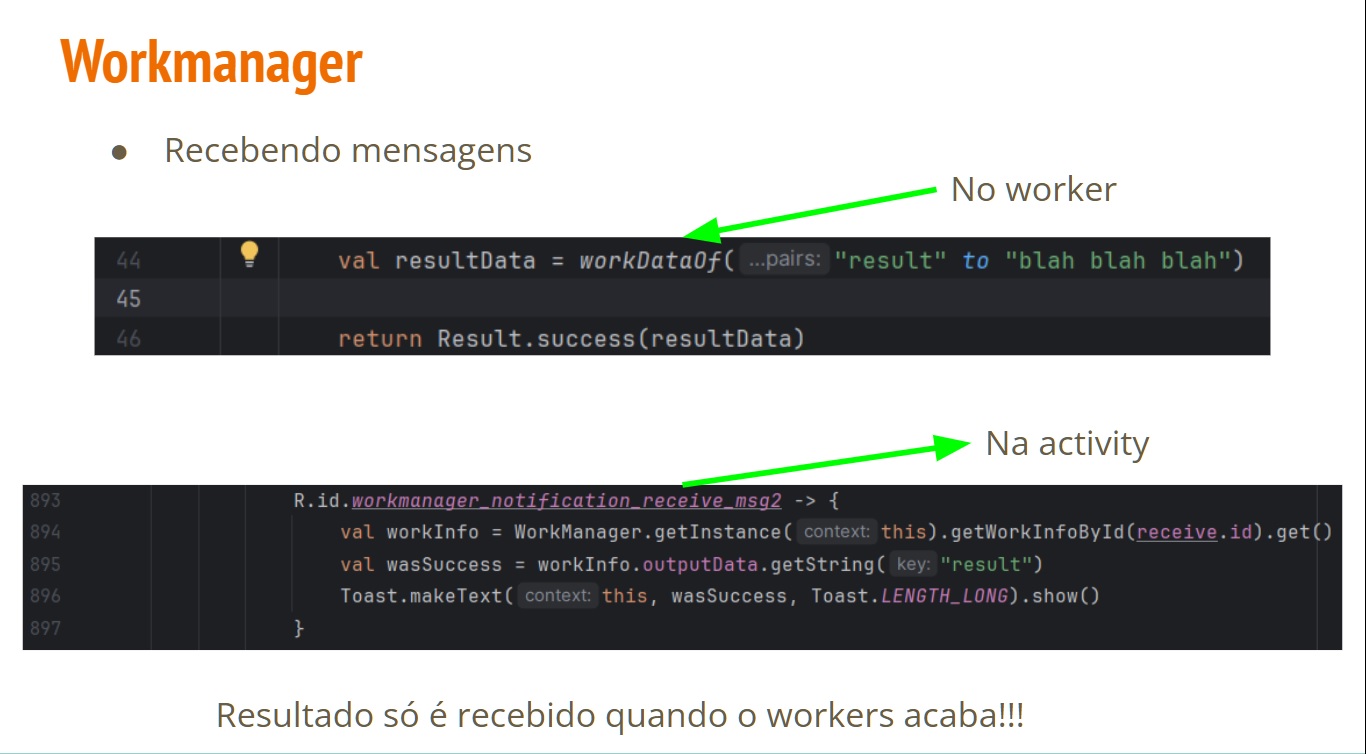 Workmanager
● Recebendo mensagens
No worker
44 val resultData = workDataOf( ...pairs: "result" to "blah blah blah")
45
46 return Result.success(resultData)
Na activity
893 R.id.workmanager_notification_receive_msg2 -> {
894 val workInfo = WorkManager.getInstance( context: this).getWorkInfoById(receive.id).get()
895 val wasSuccess = workInfo.outputData.getString( key: "result")
896 Toast.makeText( context: this, wasSuccess, Toast.LENGTH_LONG).show()
897 }
Resultado só é recebido quando o workers acaba!!!